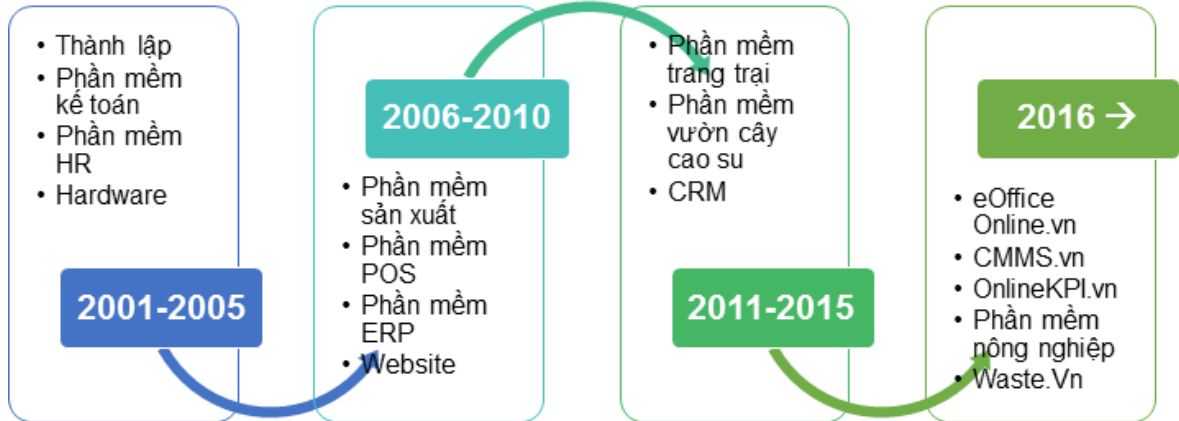 • Thành lập
• Phần mềm
kế toán
• Phần mềm
HR
• Hardware
2001-2005
2006-2010
• Phần mềm
sản xuất
• Phần mềm
POS
• Phần mềm
ERP
• Website
• Phần mềm
trang trại
• Phần mềm
vườn cây
cao su
• CRM
2011-2015
2016 →
• eOffice
Online.vn
• CMMS.vn
• OnlineKPI.vn
• Phần mềm
nông nghiệp
• Waste.Vn